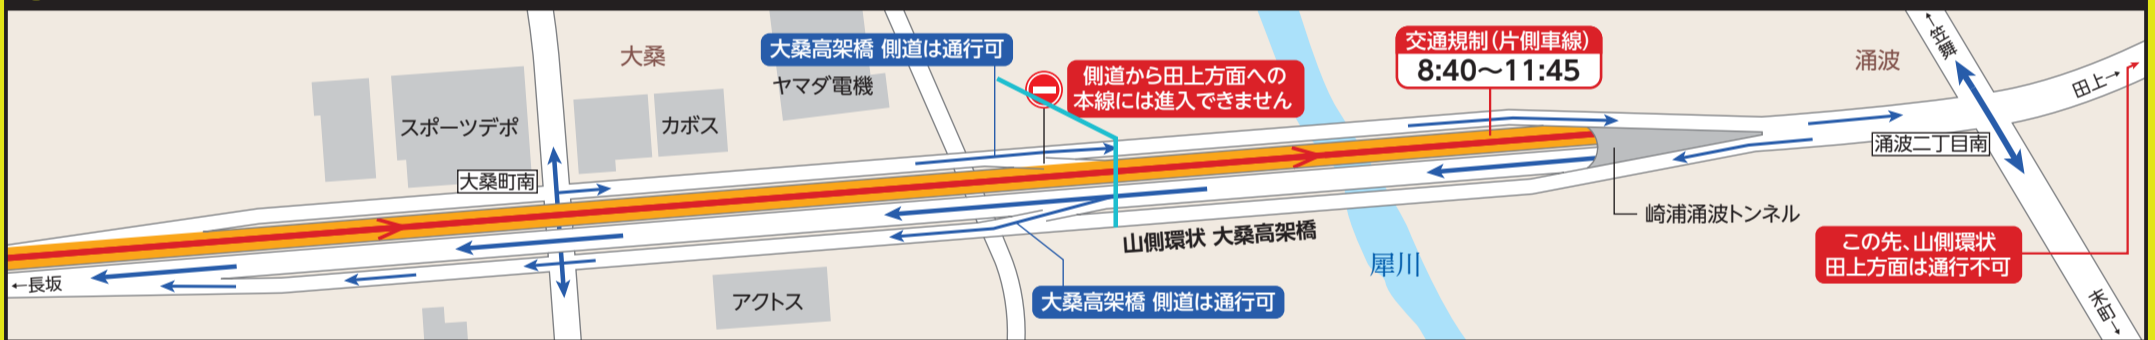 大桑
大桑高架橋 側道は通行可
ヤマダ電機
側道から田上方面への
本線には進入できません
交通規制(片側車線)
8:40〜11:45
涌波
↑笠舞
田上→
スポーツデポ
カボス
大桑町南
涌波二丁目南
崎浦涌波トンネル
山側環状 大桑高架橋
犀川
この先、山側環状
田上方面は通行不可
←長坂
アクトス
大桑高架橋 側道は通行可
末町→